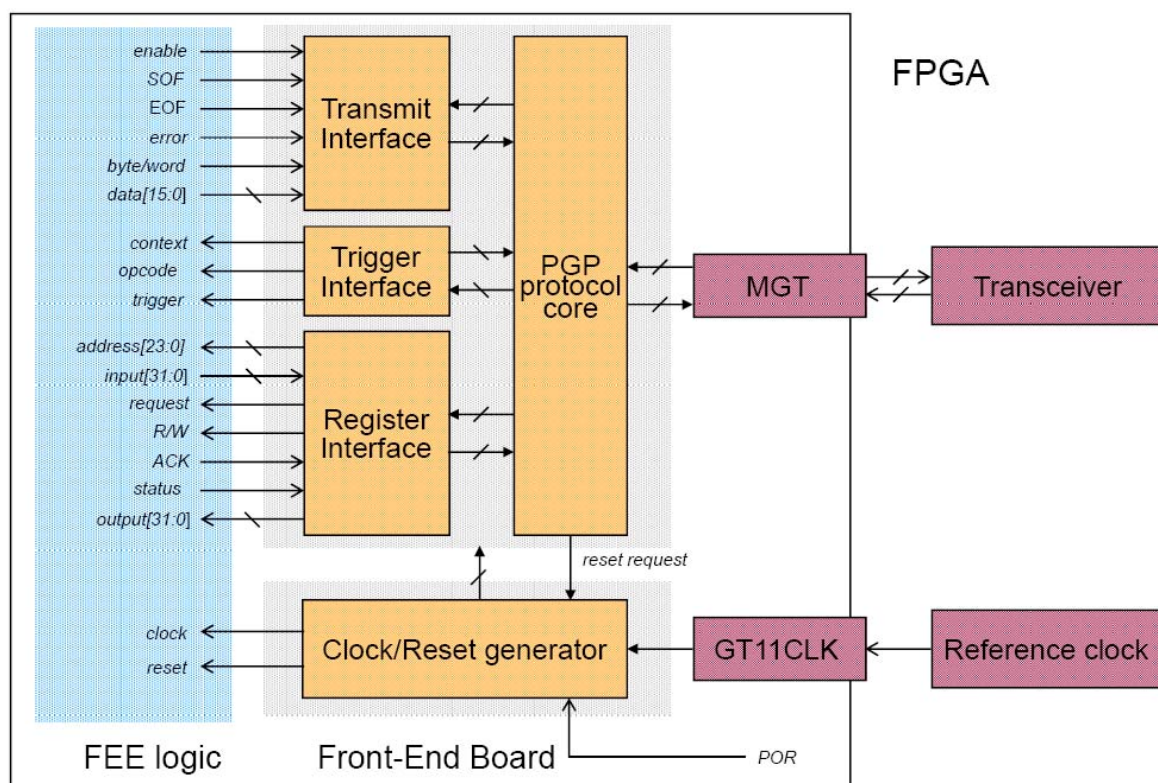 FPGA
enable
SOF
EOF
error
byte/word
data[15:0]
Transmit
Interface
context
opcode
trigger
Trigger
Interface
address[23:0]
input[31:0]
request
R/W
ACK
status
output[31:0]
Register
Interface
PGP
protocol
core
MGT
Transceiver
reset request
clock
reset
Clock/Reset generator
GT11CLK
Reference clock
POR
FEE logic
Front-End Board